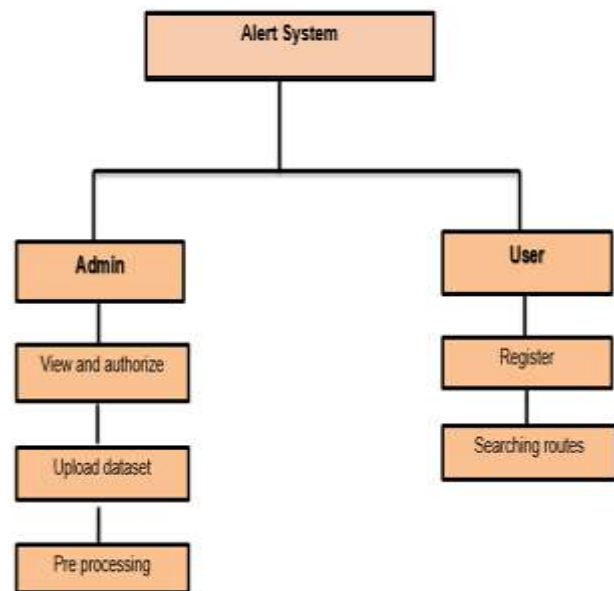 Alert System
Admin
User
View and authorize
Register
Upload dataset
Searching routes
Pre processing